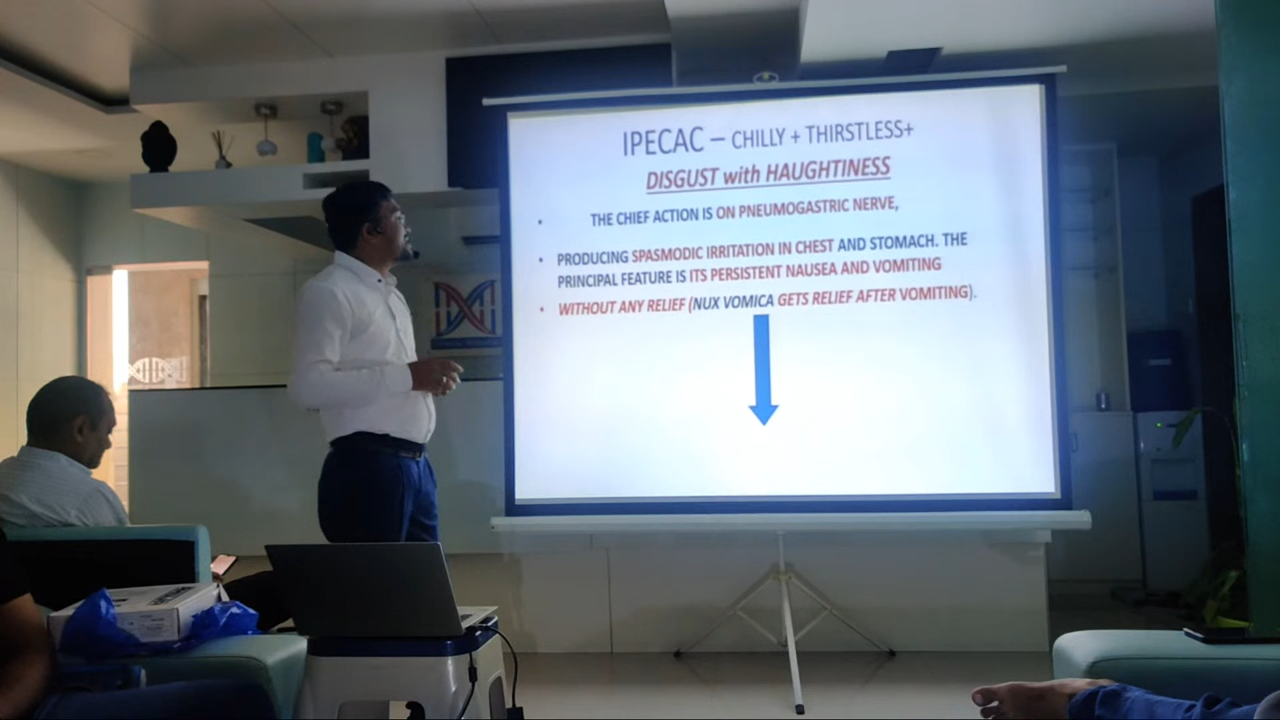 IPECAC – CHILLY + THIRSTLESS+
DISGUST with HAUGHTINESS
• THE CHIEF ACTION IS ON PNEUMOGASTRIC NERVE,
• PRODUCING SPASMODIC IRRITATION IN CHEST AND STOMACH. THE
PRINCIPAL FEATURE IS ITS PERSISTENT NAUSEA AND VOMITING
• WITHOUT ANY RELIEF (NUX VOMICA GETS RELIEF AFTER VOMITING).